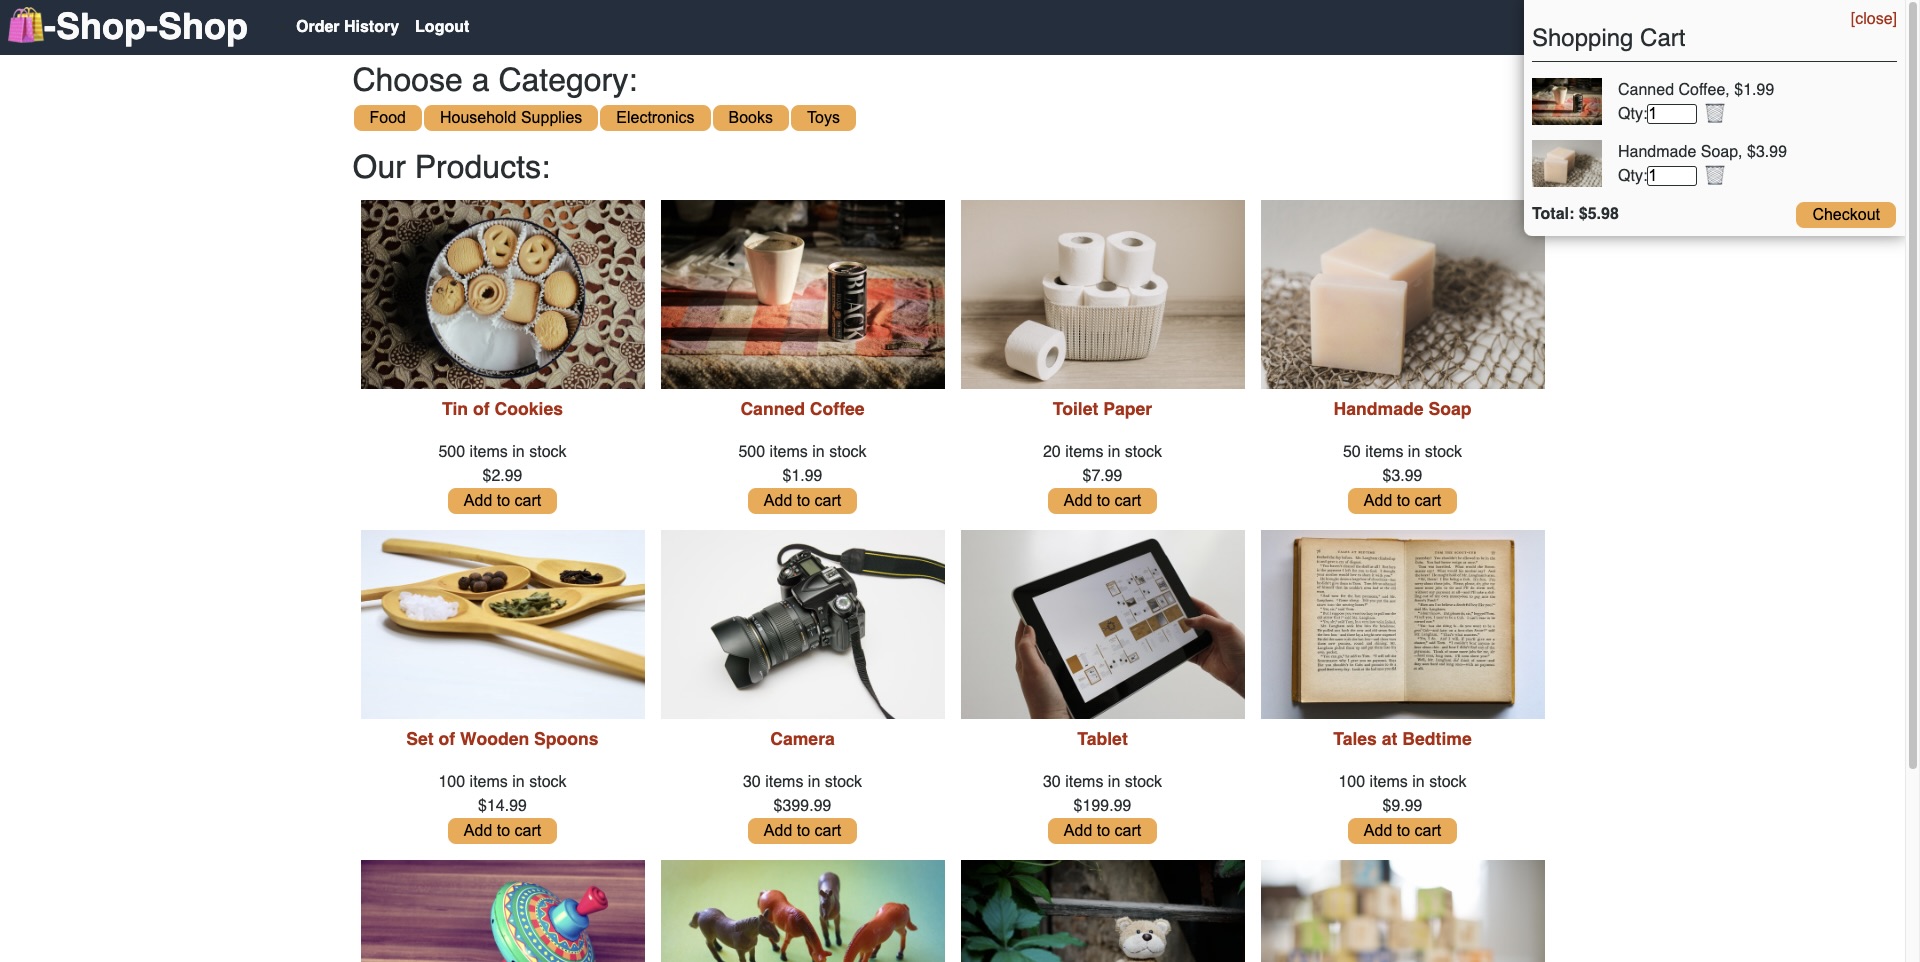 -Shop-Shop
Order History Logout
[close]
Shopping Cart
Canned Coffee, $1.99
Qty:1
Handmade Soap, $3.99
Qty:1
Total: $5.98 Checkout
Choose a Category:
Food Household Supplies Electronics Books Toys
Our Products:
BLACK
Tin of Cookies Canned Coffee Toilet Paper Handmade Soap
500 items in stock 500 items in stock 20 items in stock 50 items in stock
$2.99 $1.99 $7.99 $3.99
Add to cart Add to cart Add to cart Add to cart
Set of Wooden Spoons Camera Tablet Tales at Bedtime
100 items in stock 30 items in stock 30 items in stock 100 items in stock
$14.99 $399.99 $199.99 $9.99
Add to cart Add to cart Add to cart Add to cart